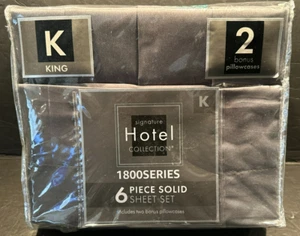 K
KING
2
bonus
pillowcases
K
signature
Hotel
COLLECTION®
1800SERIES
6 PIECE SOLID
SHEET SET
includes two bonus pillowcases